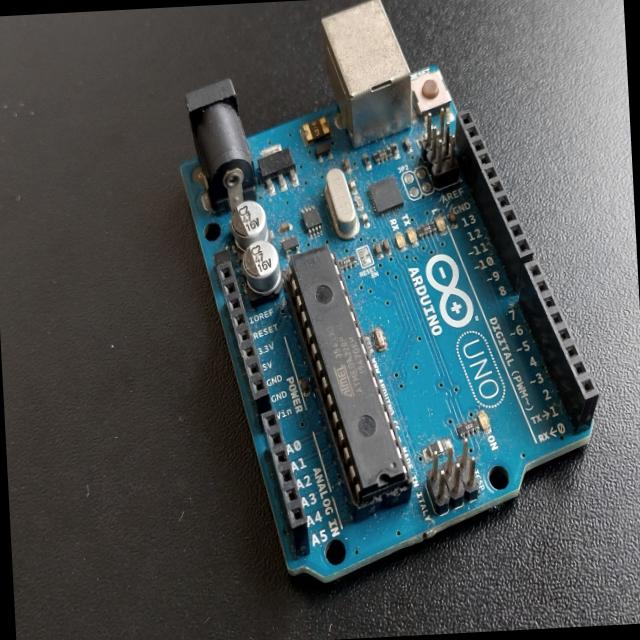 AREF
GND
13
12
~11
~10
~9
8
7
~6
~5
4
~3
2
TX→1
RX←0
DIGITAL (PWM~)
TX
RX
ARDUINO
UNO
ON
RESET
16V
16V
IOREF
RESET
3.3V
5V
GND
GND
Vin
POWER
A0
A1
A2
A3
A4
A5
ANALOG IN
ATMEL